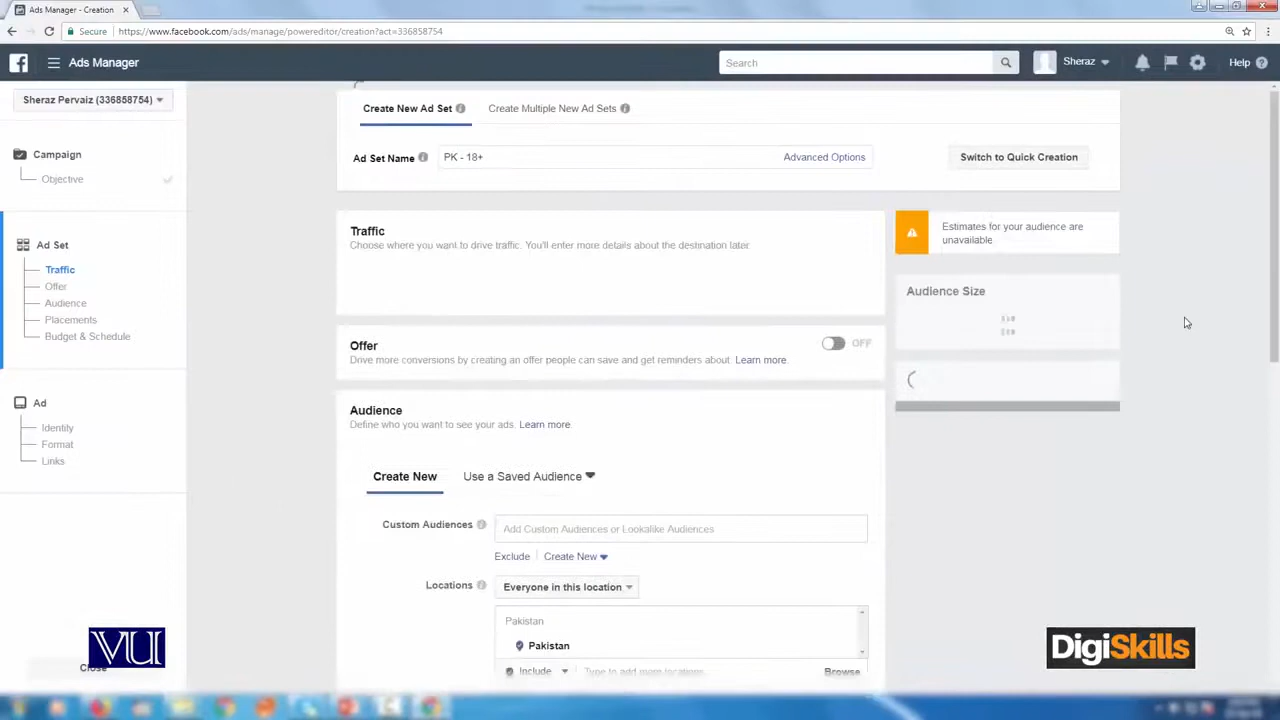 Ads Manager - Creation
Secure https://www.facebook.com/ads/manage/powereditor/creation?act=336858754
Ads Manager
Search
Sheraz
Help
Sheraz Pervaiz (336858754)
Campaign
Objective
Ad Set
Traffic
Offer
Audience
Placements
Budget & Schedule
Ad
Identity
Format
Links
Close
Create New Ad Set
Create Multiple New Ad Sets
Ad Set Name
PK - 18+
Advanced Options
Switch to Quick Creation
Traffic
Choose where you want to drive traffic. You'll enter more details about the destination later.
Offer
OFF
Drive more conversions by creating an offer people can save and get reminders about. Learn more.
Audience
Define who you want to see your ads. Learn more.
Create New
Use a Saved Audience
Custom Audiences
Add Custom Audiences or Lookalike Audiences
Exclude
Create New
Locations
Everyone in this location
Pakistan
Pakistan
Include
Type to add more locations
Browse
Estimates for your audience are
unavailable
Audience Size
VU
DigiSkills